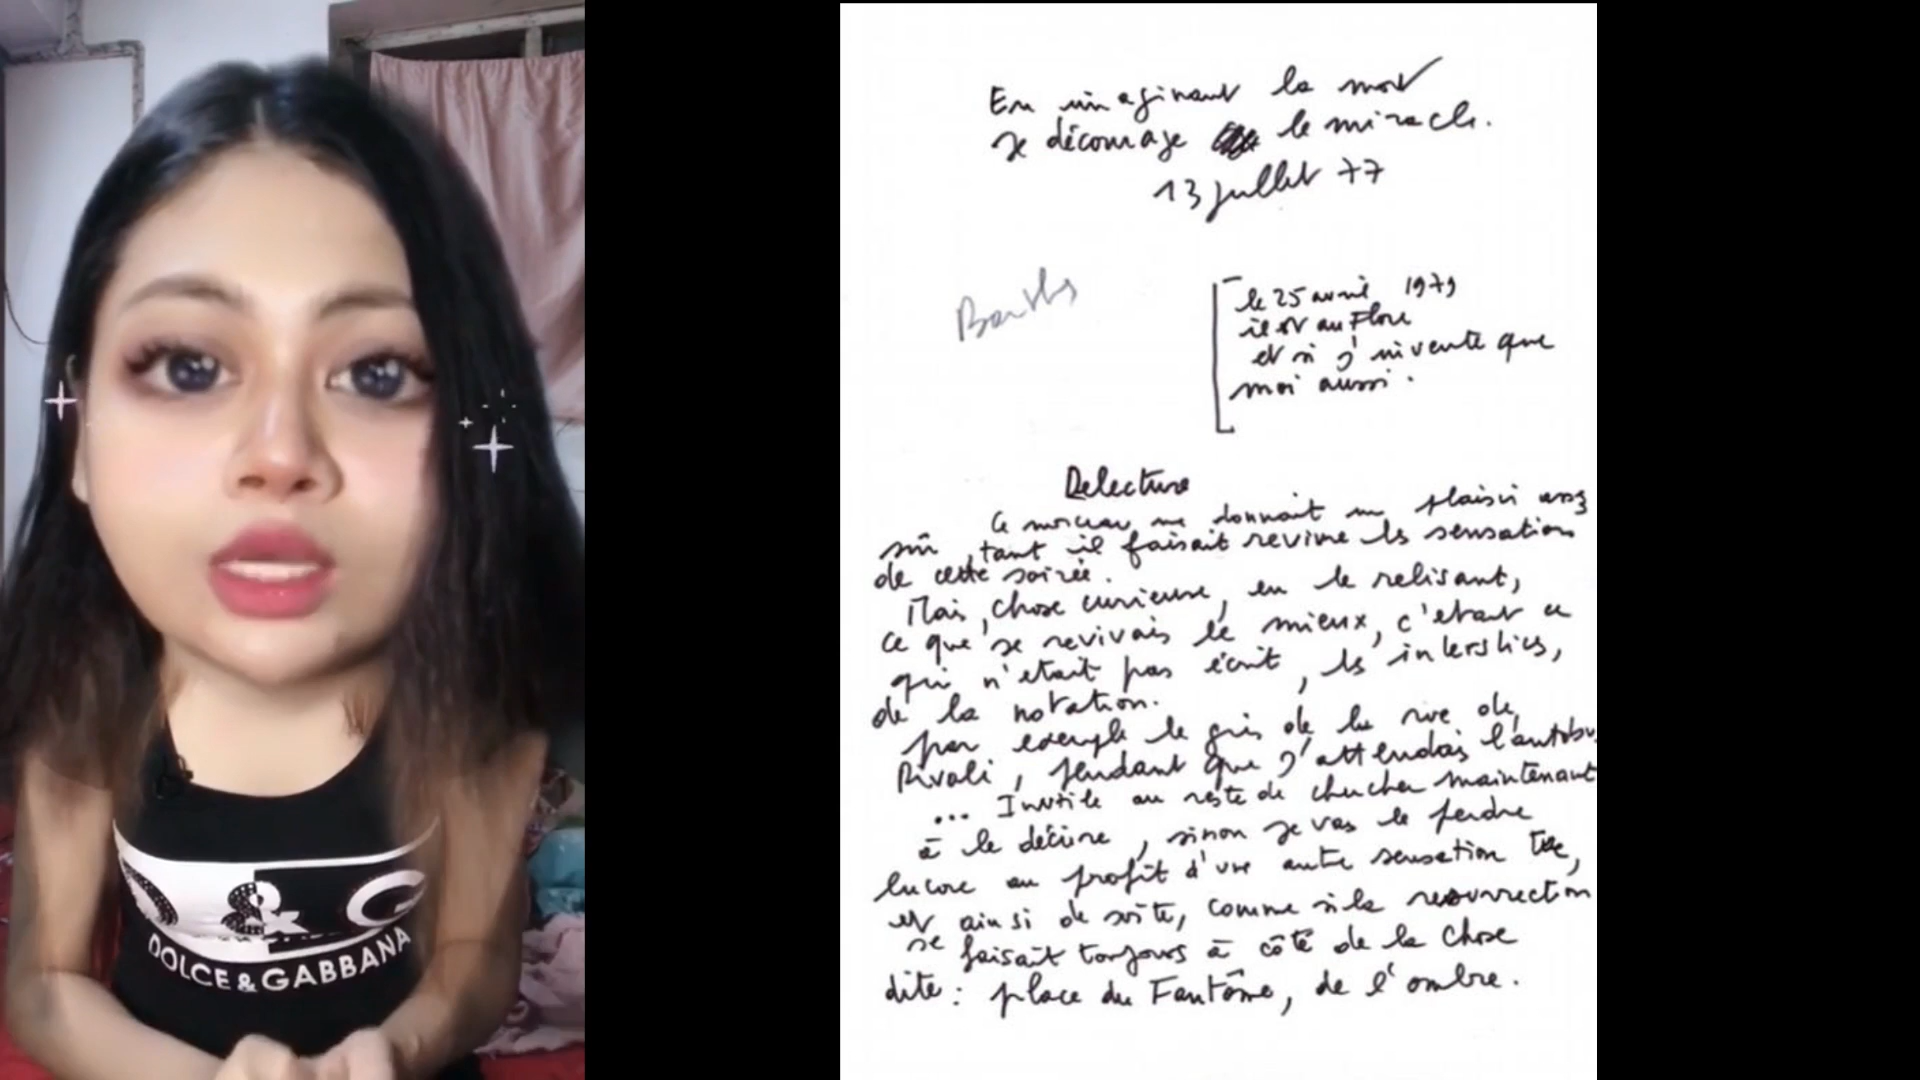 D&G
DOLCE & GABBANA
En imaginant la mort
je décourage le miracle.
13 juillet 77
Barthes
le 25 avril 1979
il est au Flore
et si j'invente que
moi aussi.
Relecture
Ce morceau me donnait un plaisir assez
sûr, tant il faisait revivre les sensations
de cette soirée.
Mais, chose curieuse, en le relisant,
ce que je revivais le mieux, c'était ce
qui n'était pas écrit, les interstices,
de la notation.
par exemple le gris de la rue de
Rivoli, pendant que j'attendais l'autobus
... Inutile au reste de chercher maintenant
à le décrire, sinon je vas le perdre
encore au profit d'une autre sensation tue,
et ainsi de suite, comme si la resurrection
se faisait toujours à côté de la chose
dite : place du Fantôme, de l'ombre.